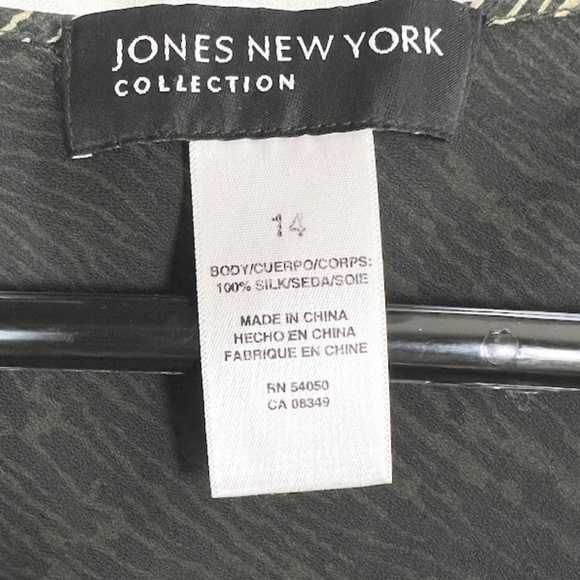 JONES NEW YORK
COLLECTION
14
BODY/CUERPO/CORPS:
100% SILK/SEDA/SOIE
MADE IN CHINA
HECHO EN CHINA
FABRIQUE EN CHINE
RN 54050
CA 08349